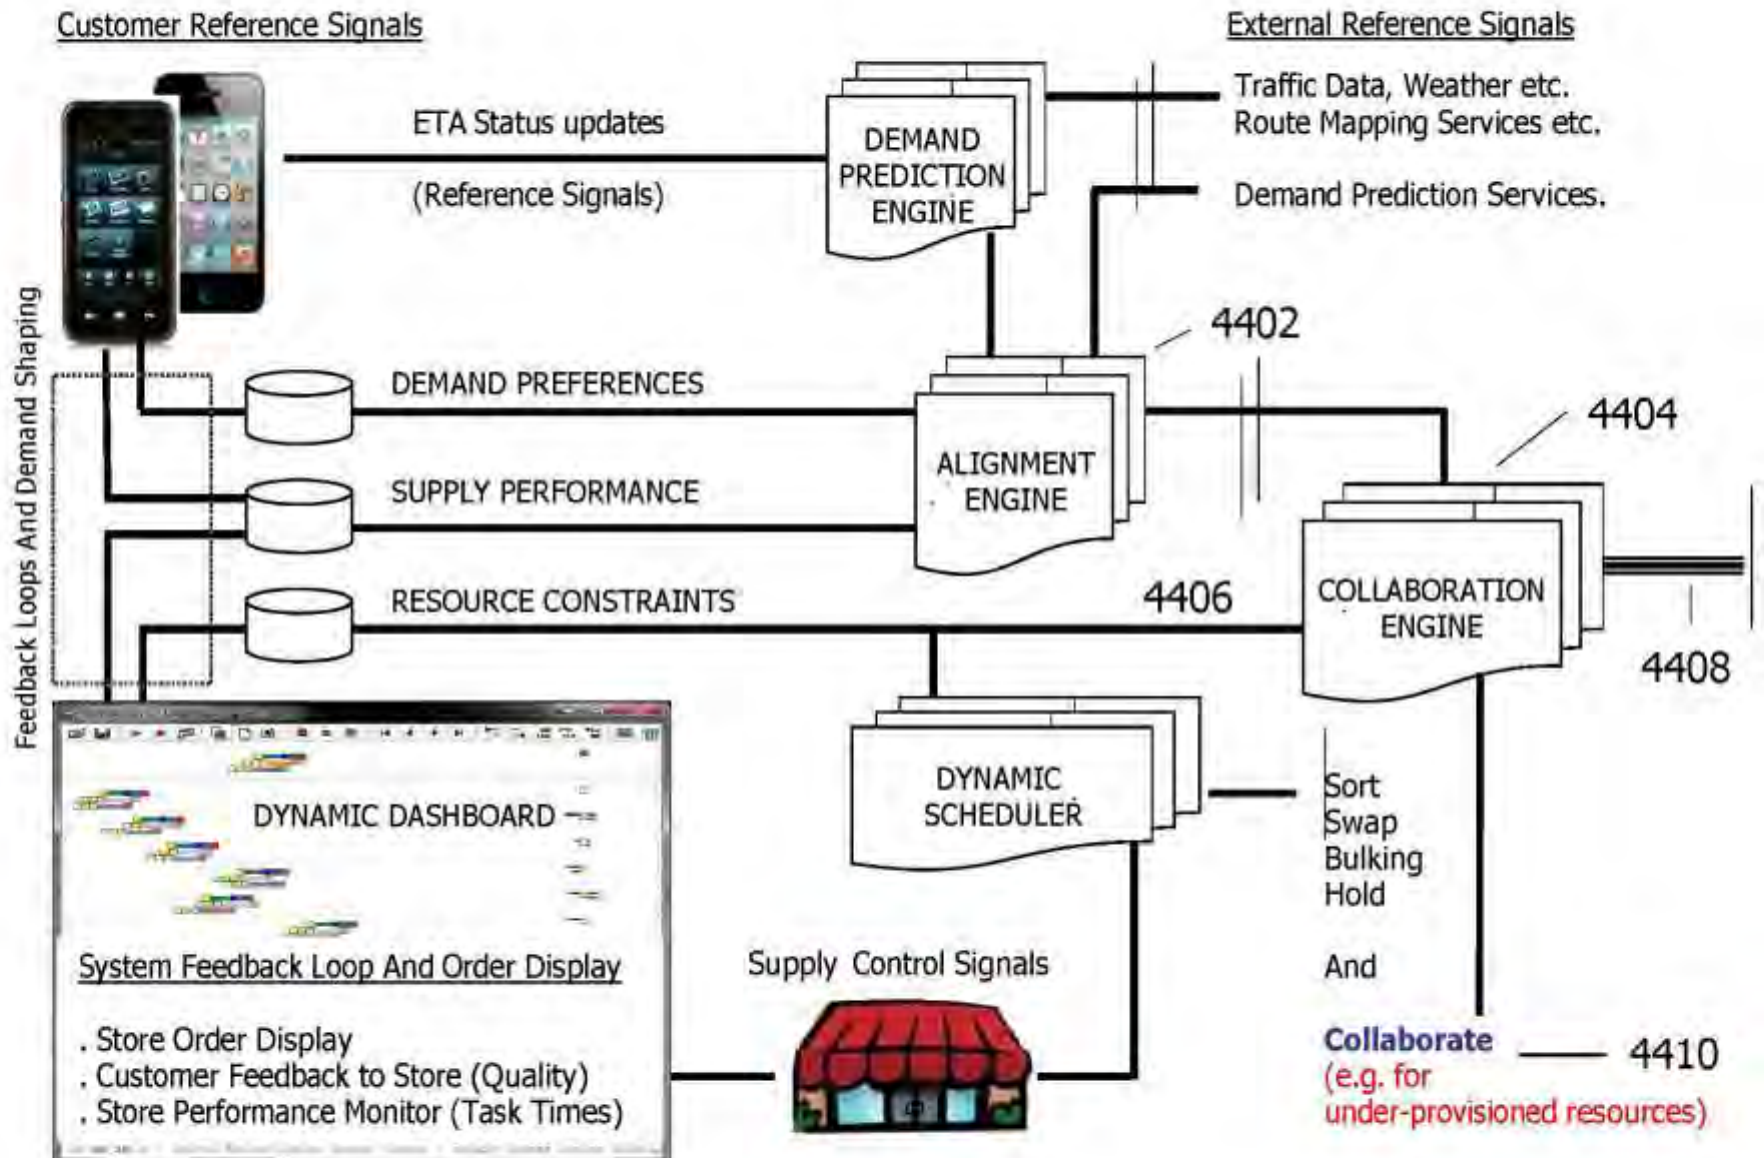 Customer Reference Signals
External Reference Signals
ETA Status updates
(Reference Signals)
DEMAND
PREDICTION
ENGINE
Traffic Data, Weather etc.
Route Mapping Services etc.
Demand Prediction Services.
Feedback Loops And Demand Shaping
4402
4404
DEMAND PREFERENCES
ALIGNMENT
ENGINE
SUPPLY PERFORMANCE
RESOURCE CONSTRAINTS
4406
COLLABORATION
ENGINE
4408
DYNAMIC DASHBOARD
DYNAMIC
SCHEDULER
Sort
Swap
Bulking
Hold
And
Collaborate
(e.g. for
under-provisioned resources)
4410
System Feedback Loop And Order Display
. Store Order Display
. Customer Feedback to Store (Quality)
. Store Performance Monitor (Task Times)
Supply Control Signals